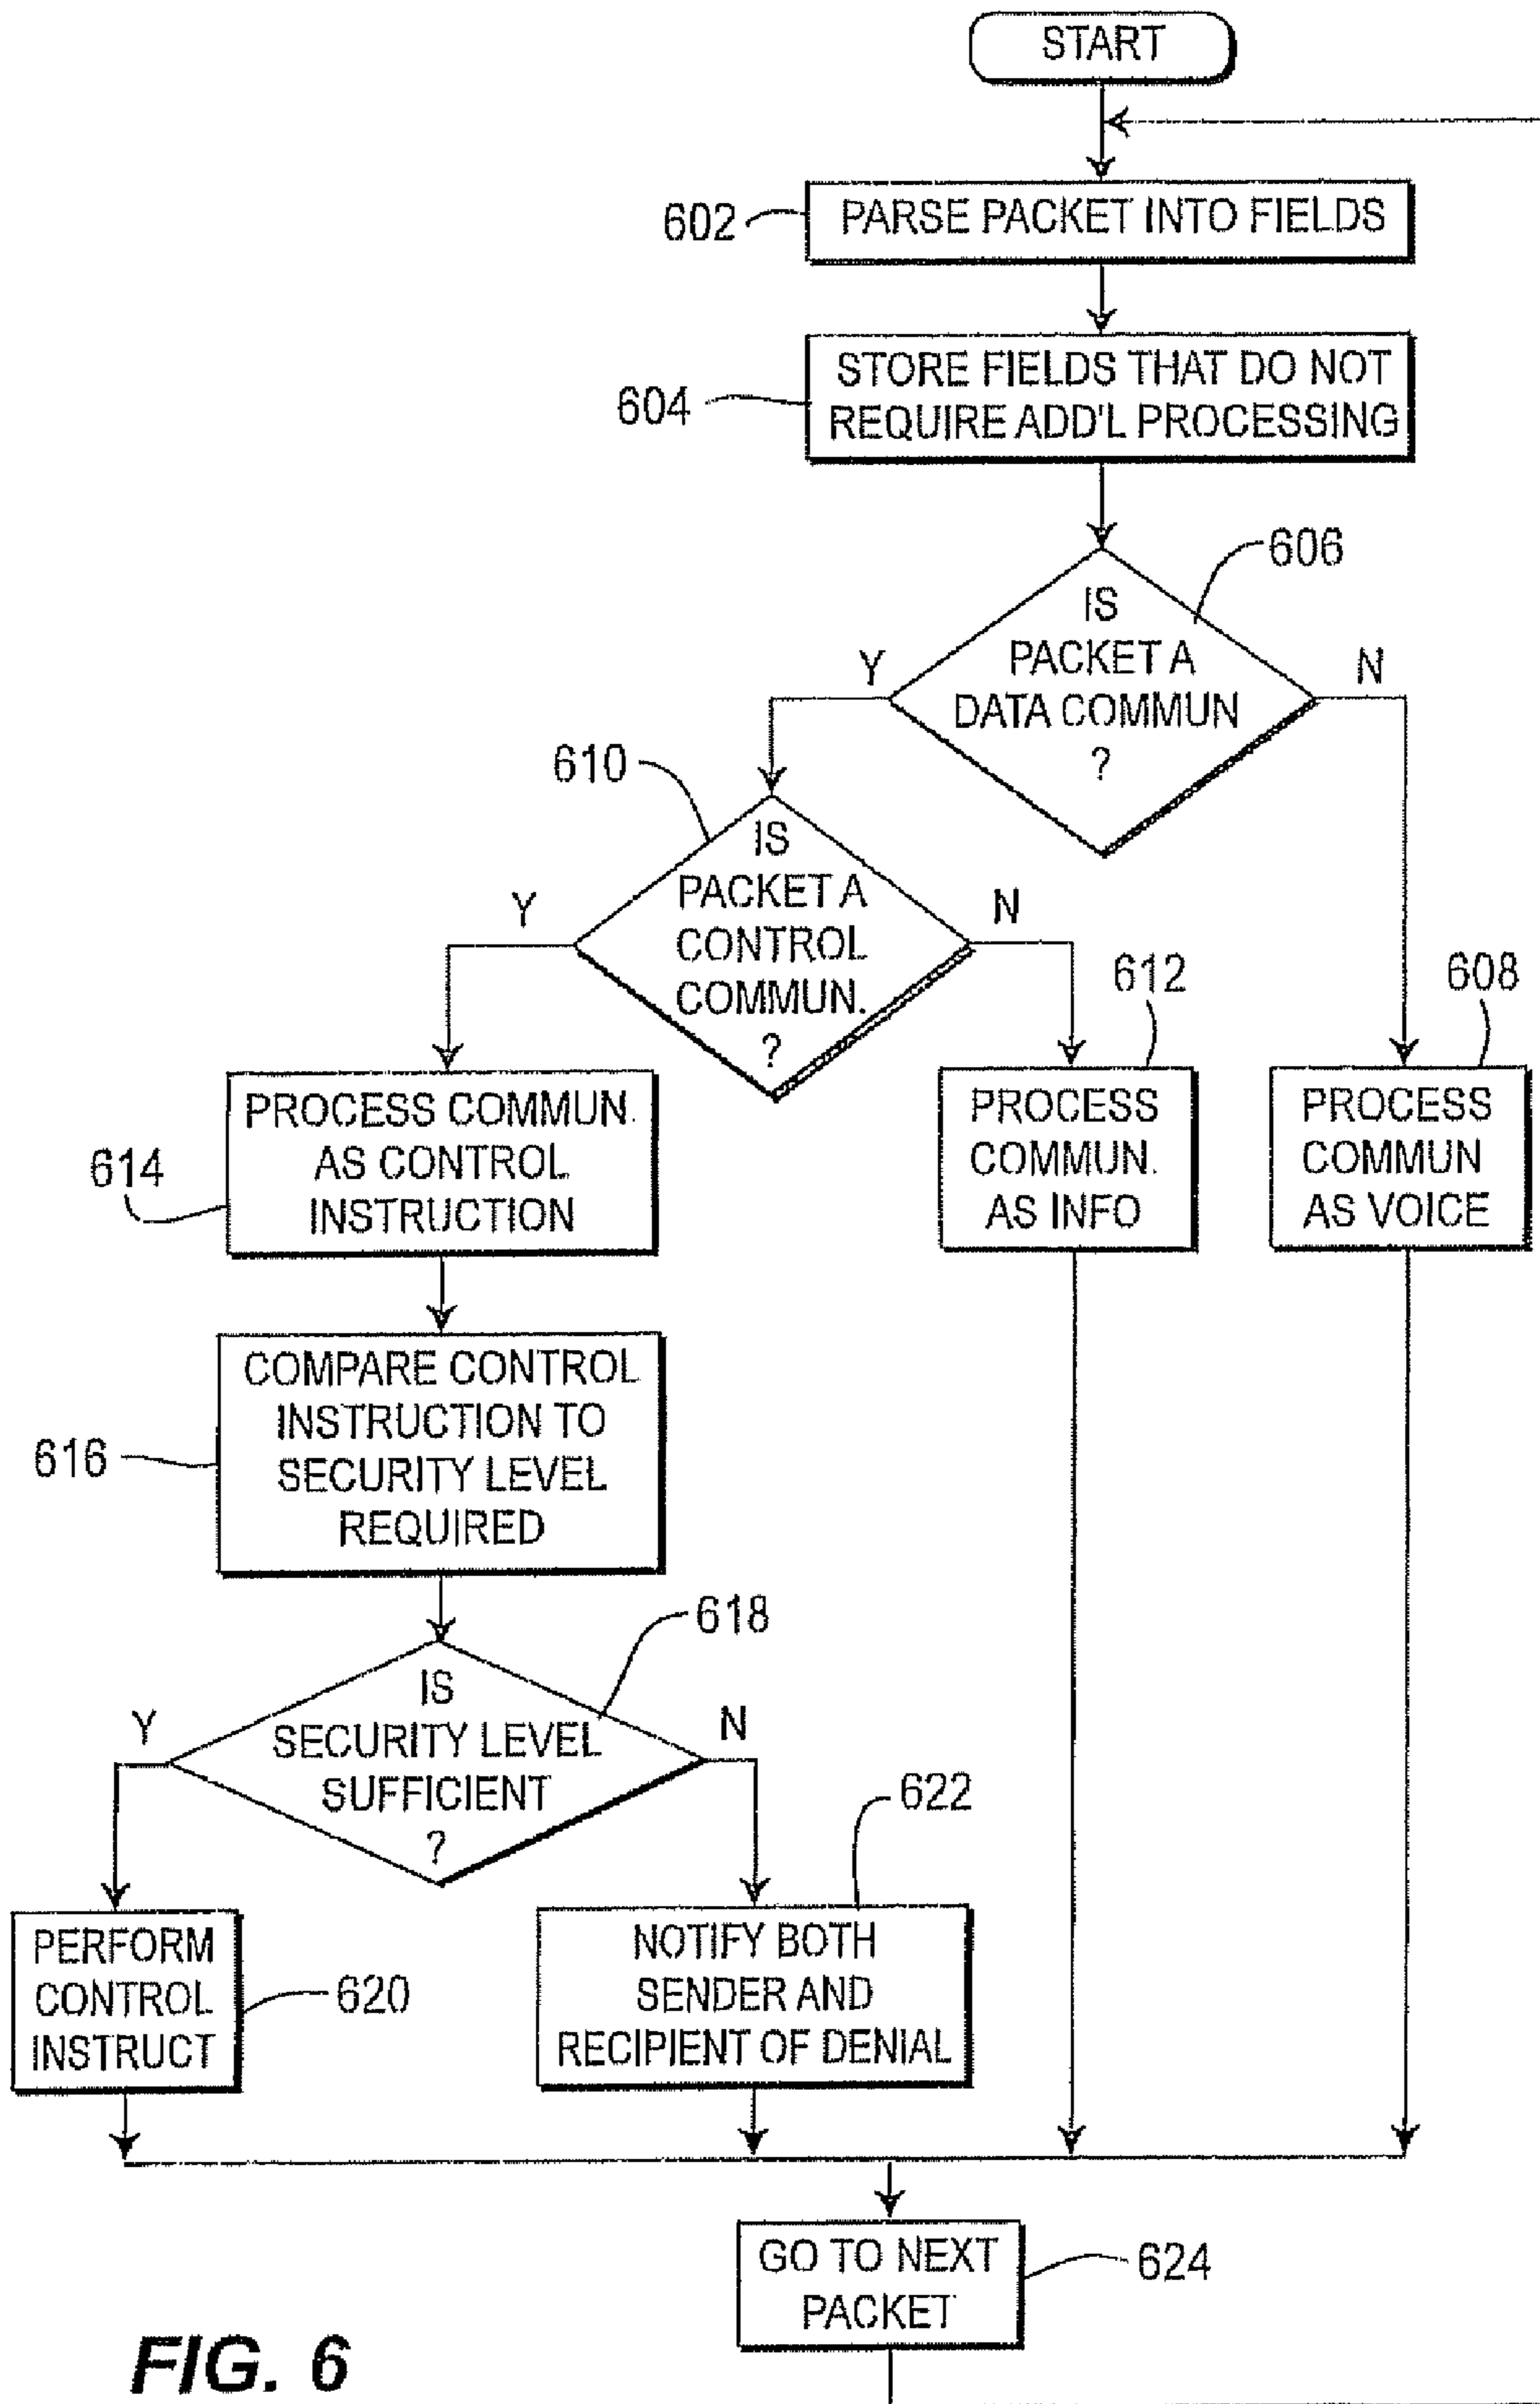 START
602
PARSE PACKET INTO FIELDS
604
STORE FIELDS THAT DO NOT
REQUIRE ADD'L PROCESSING
606
IS
PACKET A
DATA COMMUN
?
Y
N
610
IS
PACKET A
CONTROL
COMMUN.
?
Y
N
612
608
614
PROCESS COMMUN.
AS CONTROL
INSTRUCTION
PROCESS
COMMUN.
AS INFO
PROCESS
COMMUN
AS VOICE
616
COMPARE CONTROL
INSTRUCTION TO
SECURITY LEVEL
REQUIRED
618
IS
SECURITY LEVEL
SUFFICIENT
?
Y
N
622
PERFORM
CONTROL
INSTRUCT
620
NOTIFY BOTH
SENDER AND
RECIPIENT OF DENIAL
GO TO NEXT
PACKET
624
FIG. 6